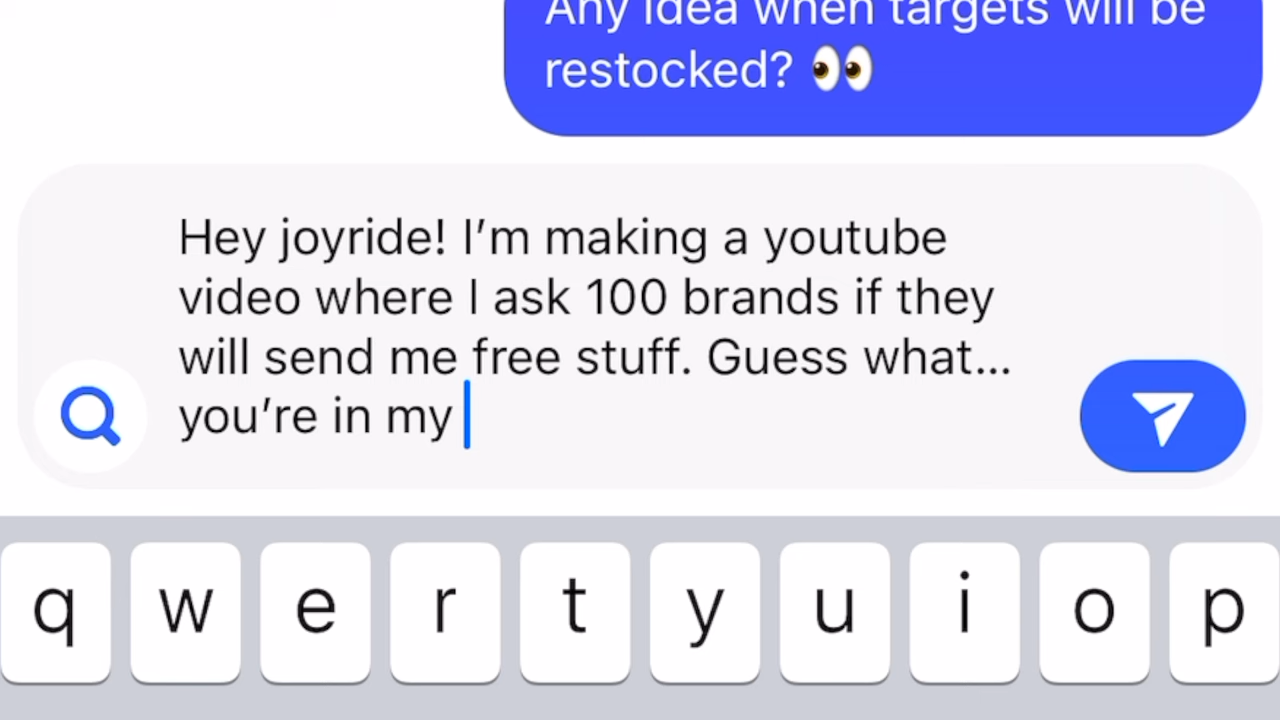 Any idea when targets will be
restocked? 👀
Hey joyride! I’m making a youtube
video where I ask 100 brands if they
will send me free stuff. Guess what...
you’re in my
q w e r t y u i o p